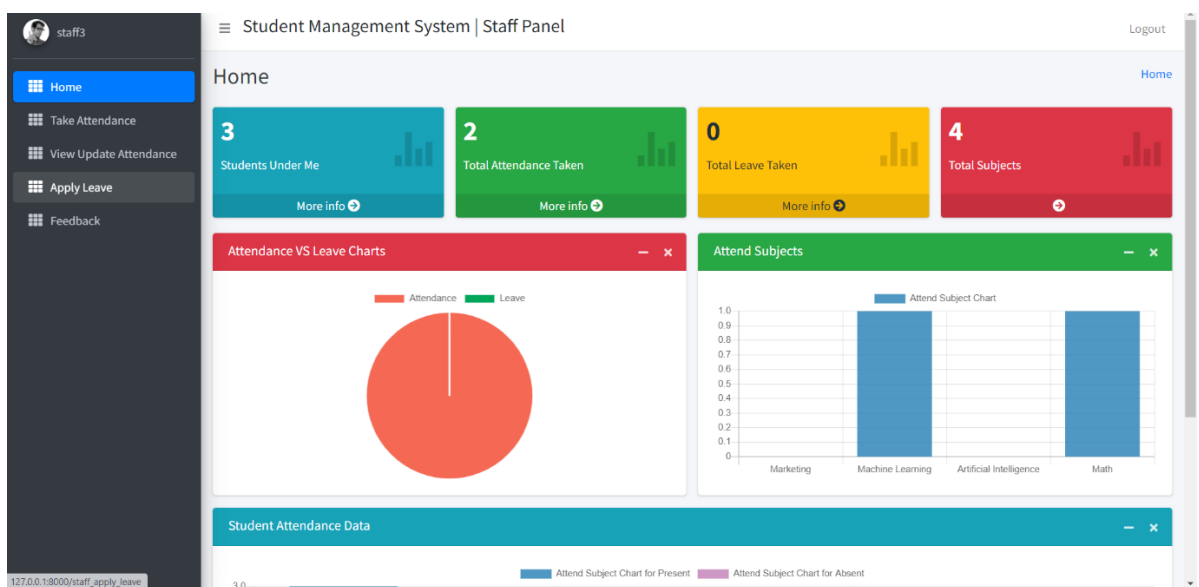 staff3
Student Management System | Staff Panel
Logout
Home
Take Attendance
View Update Attendance
Apply Leave
Feedback
Home
Home
3
Students Under Me
More info
2
Total Attendance Taken
More info
0
Total Leave Taken
More info
4
Total Subjects
Attendance VS Leave Charts
Attendance Leave
Attend Subjects
Attend Subject Chart
1.0
0.9
0.8
0.7
0.6
0.5
0.4
0.3
0.2
0.1
0
Marketing Machine Learning Artificial Intelligence Math
Student Attendance Data
Attend Subject Chart for Present Attend Subject Chart for Absent
3.0
127.0.0.1:8000/staff_apply_leave